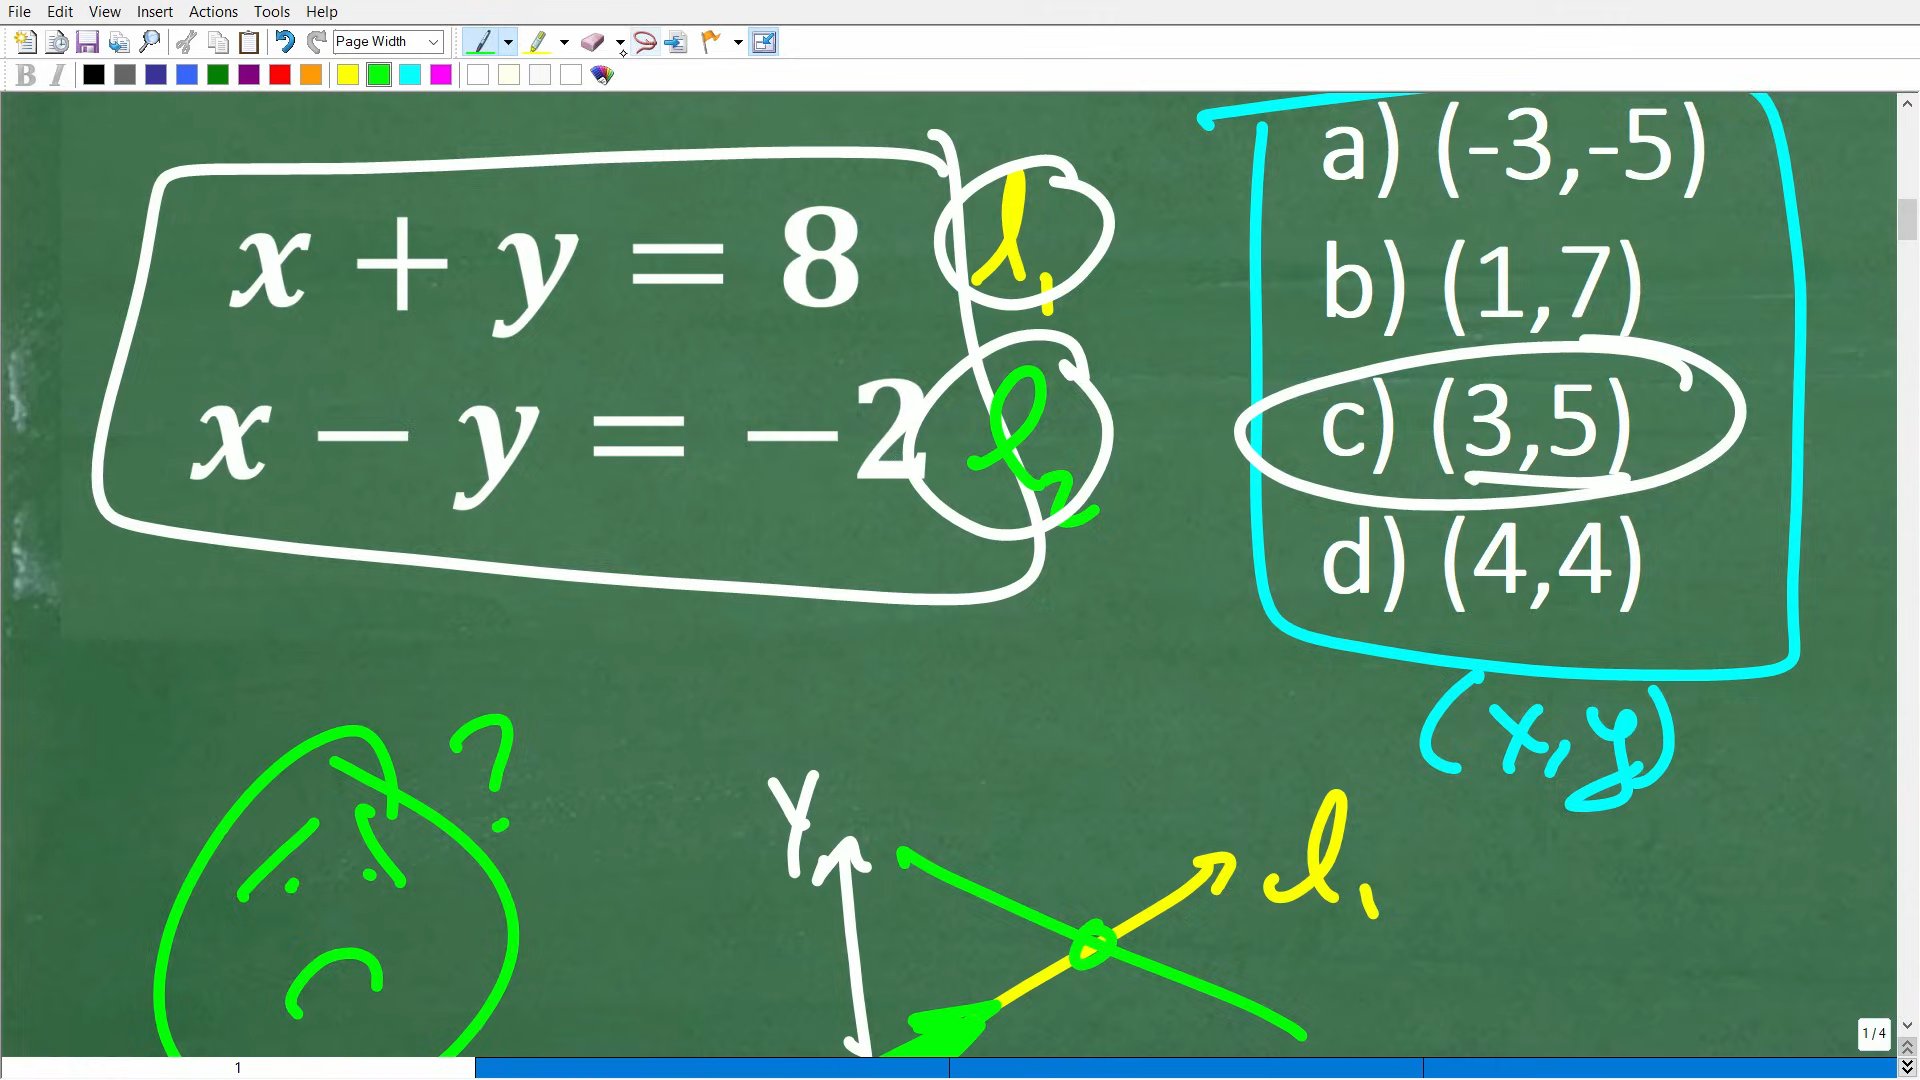 File Edit View Insert Actions Tools Help
Page Width
B I
x + y = 8 l₁
x − y = −2 l₂
a) (-3,-5)
b) (1,7)
c) (3,5)
d) (4,4)
(x,y)
?
Y
l₁
1/4
1